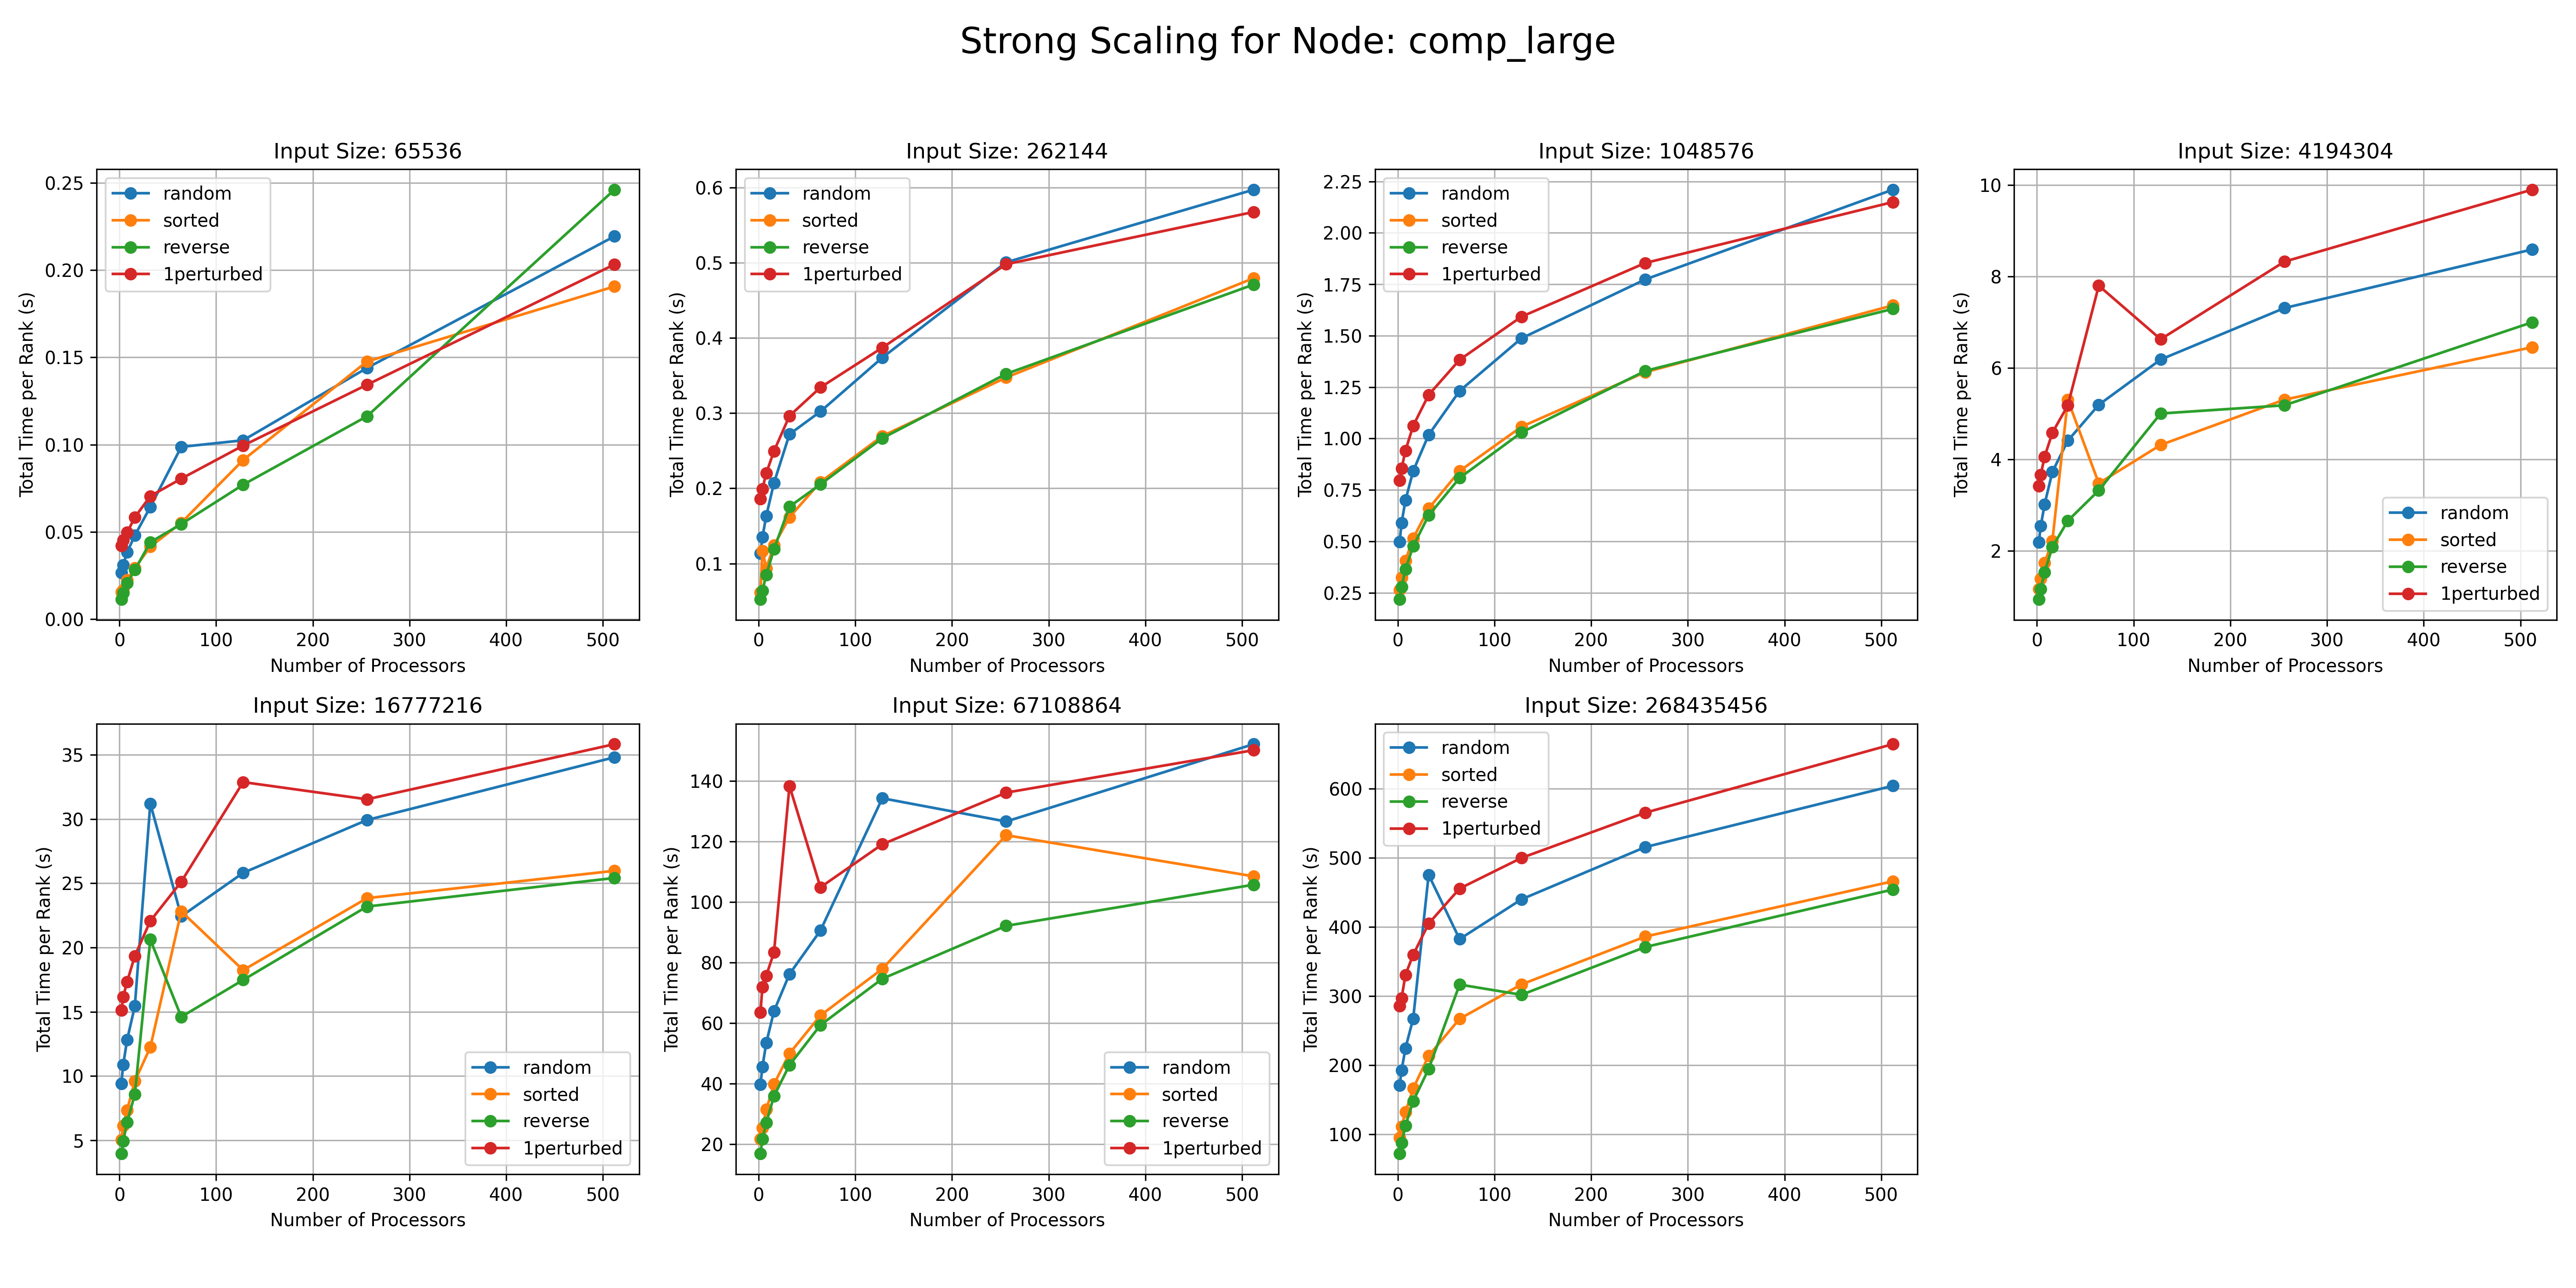 Strong Scaling for Node: comp_large
Input Size: 65536
Total Time per Rank (s)
0.25
0.20
0.15
0.10
0.05
0.00
random
sorted
reverse
1perturbed
0 100 200 300 400 500
Number of Processors
Input Size: 262144
Total Time per Rank (s)
0.6
0.5
0.4
0.3
0.2
0.1
random
sorted
reverse
1perturbed
0 100 200 300 400 500
Number of Processors
Input Size: 1048576
Total Time per Rank (s)
2.25
2.00
1.75
1.50
1.25
1.00
0.75
0.50
0.25
random
sorted
reverse
1perturbed
0 100 200 300 400 500
Number of Processors
Input Size: 4194304
Total Time per Rank (s)
10
8
6
4
2
random
sorted
reverse
1perturbed
0 100 200 300 400 500
Number of Processors
Input Size: 16777216
Total Time per Rank (s)
35
30
25
20
15
10
5
random
sorted
reverse
1perturbed
0 100 200 300 400 500
Number of Processors
Input Size: 67108864
Total Time per Rank (s)
140
120
100
80
60
40
20
random
sorted
reverse
1perturbed
0 100 200 300 400 500
Number of Processors
Input Size: 268435456
Total Time per Rank (s)
600
500
400
300
200
100
random
sorted
reverse
1perturbed
0 100 200 300 400 500
Number of Processors